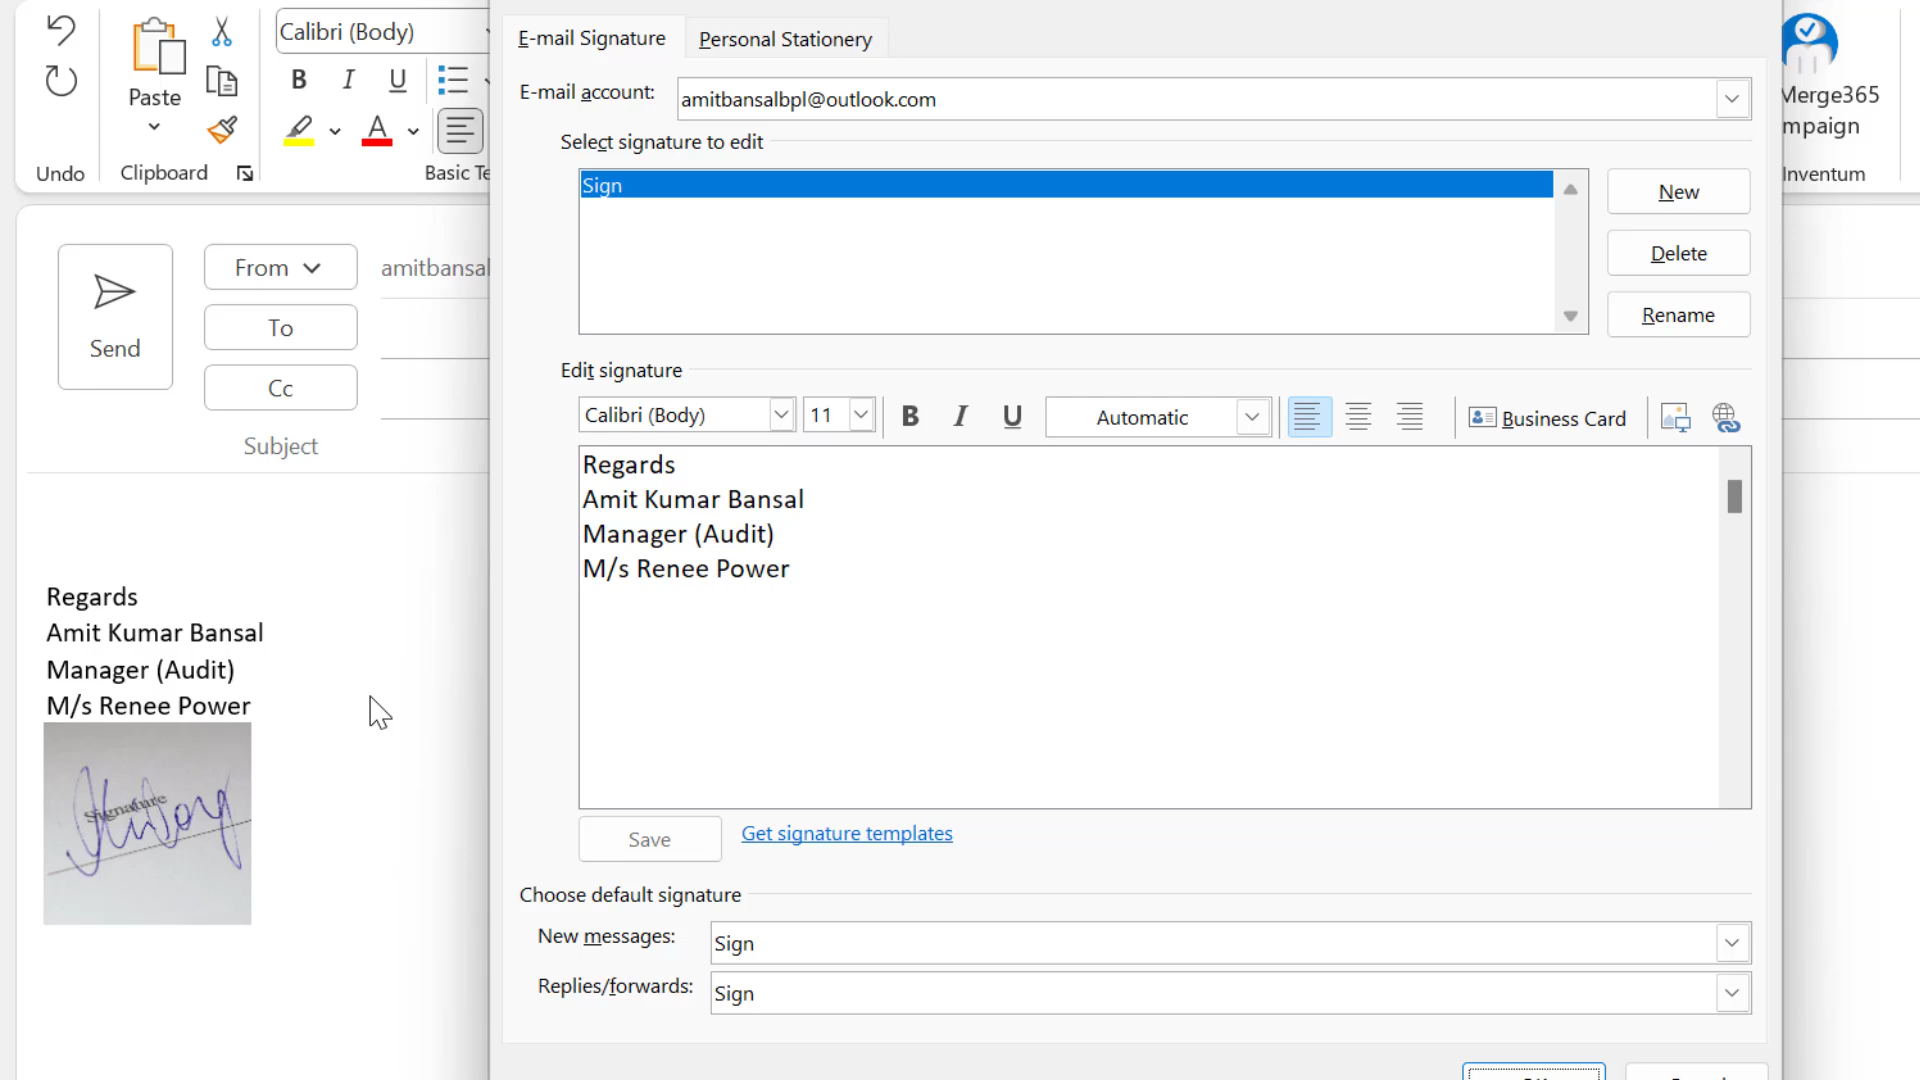 Undo
Paste
Clipboard
Calibri (Body)
B I U
A
Basic Te
Merge365
mpaign
Inventum
Send
From
amitbansal
To
Cc
Subject
Regards
Amit Kumar Bansal
Manager (Audit)
M/s Renee Power
Signature
E-mail Signature
Personal Stationery
E-mail account:
amitbansalbpl@outlook.com
Select signature to edit
Sign
New
Delete
Rename
Edit signature
Calibri (Body)
11
B I U
Automatic
Business Card
Regards
Amit Kumar Bansal
Manager (Audit)
M/s Renee Power
Save
Get signature templates
Choose default signature
New messages:
Sign
Replies/forwards:
Sign